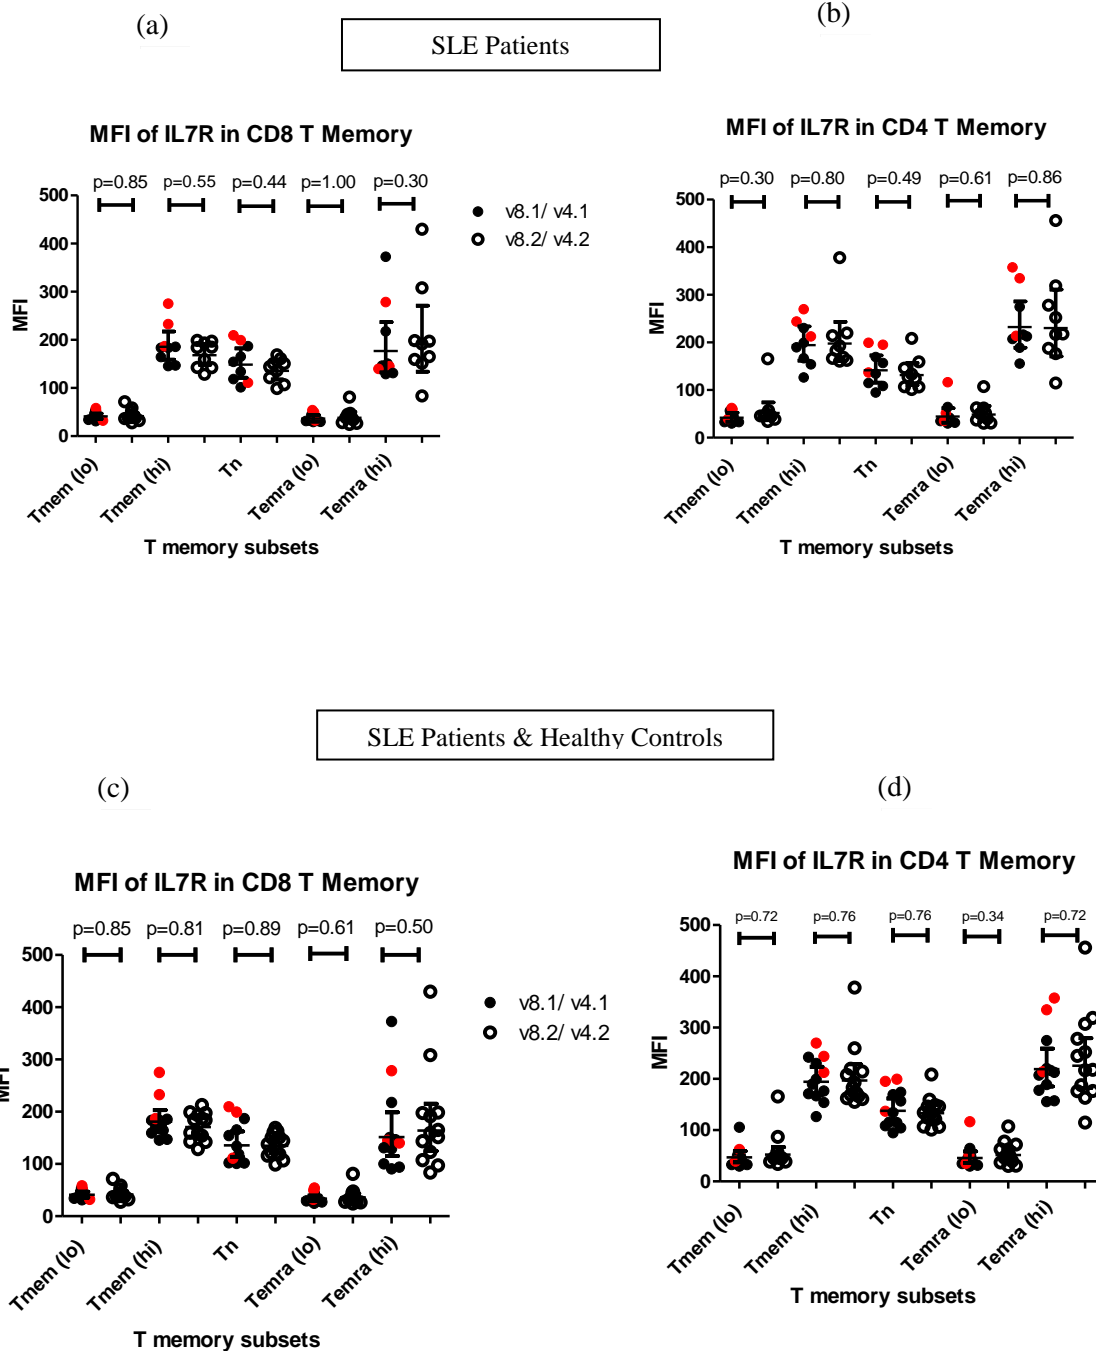 (a)
(b)
SLE Patients
MFI of IL7R in CD8 T Memory
p=0.85 p=0.55 p=0.44 p=1.00 p=0.30
500
400
300
200
100
0
MFI
Tmem (lo)
Tmem (hi)
Tn
Temra (lo)
Temra (hi)
T memory subsets
v8.1/ v4.1
v8.2/ v4.2
MFI of IL7R in CD4 T Memory
p=0.30 p=0.80 p=0.49 p=0.61 p=0.86
500
400
300
200
100
0
MFI
Tmem (lo)
Tmem (hi)
Tn
Temra (lo)
Temra (hi)
T memory subsets
SLE Patients & Healthy Controls
(c)
(d)
MFI of IL7R in CD8 T Memory
p=0.85 p=0.81 p=0.89 p=0.61 p=0.50
500
400
300
200
100
0
MFI
Tmem (lo)
Tmem (hi)
Tn
Temra (lo)
Temra (hi)
T memory subsets
v8.1/ v4.1
v8.2/ v4.2
MFI of IL7R in CD4 T Memory
p=0.72 p=0.76 p=0.76 p=0.34 p=0.72
500
400
300
200
100
0
MFI
Tmem (lo)
Tmem (hi)
Tn
Temra (lo)
Temra (hi)
T memory subsets